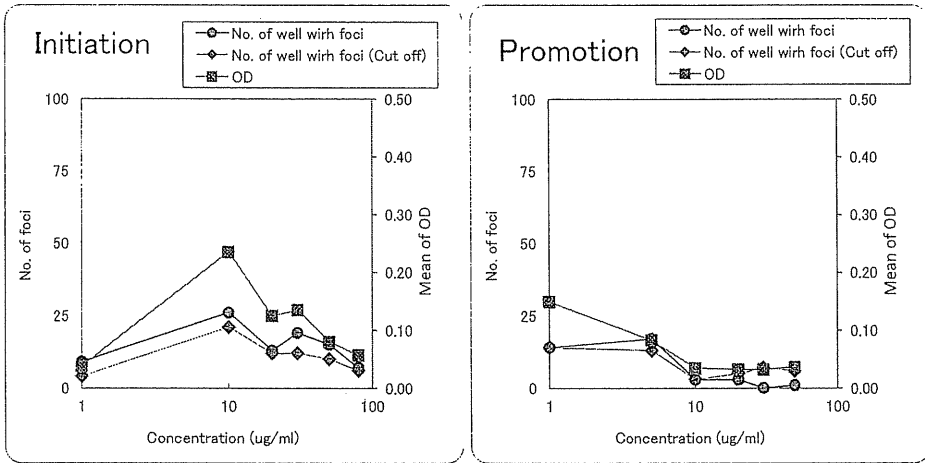 Initiation
No. of well wirh foci
No. of well wirh foci (Cut off)
OD
100
75
50
25
0
No. of foci
0.50
0.40
0.30
0.20
0.10
0.00
Mean of OD
1
10
100
Concentration (ug/ml)
Promotion
No. of well wirh foci
No. of well wirh foci (Cut off)
OD
100
75
50
25
0
No. of foci
0.50
0.40
0.30
0.20
0.10
0.00
Mean of OD
1
10
100
Concentration (ug/ml)